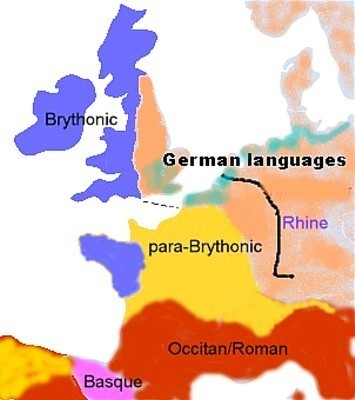 Brythonic
German languages
Rhine
para-Brythonic
Occitan/Roman
Basque